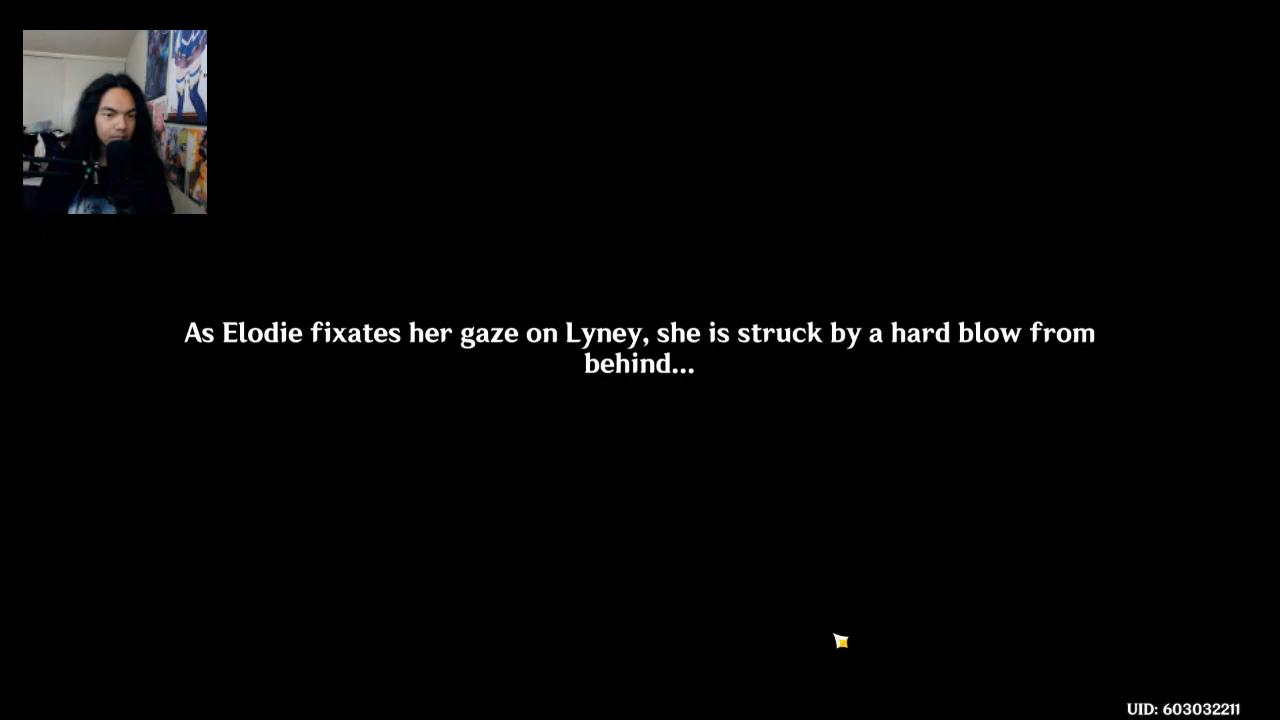 As Elodie fixates her gaze on Lyney, she is struck by a hard blow from
behind...
UID: 603032211